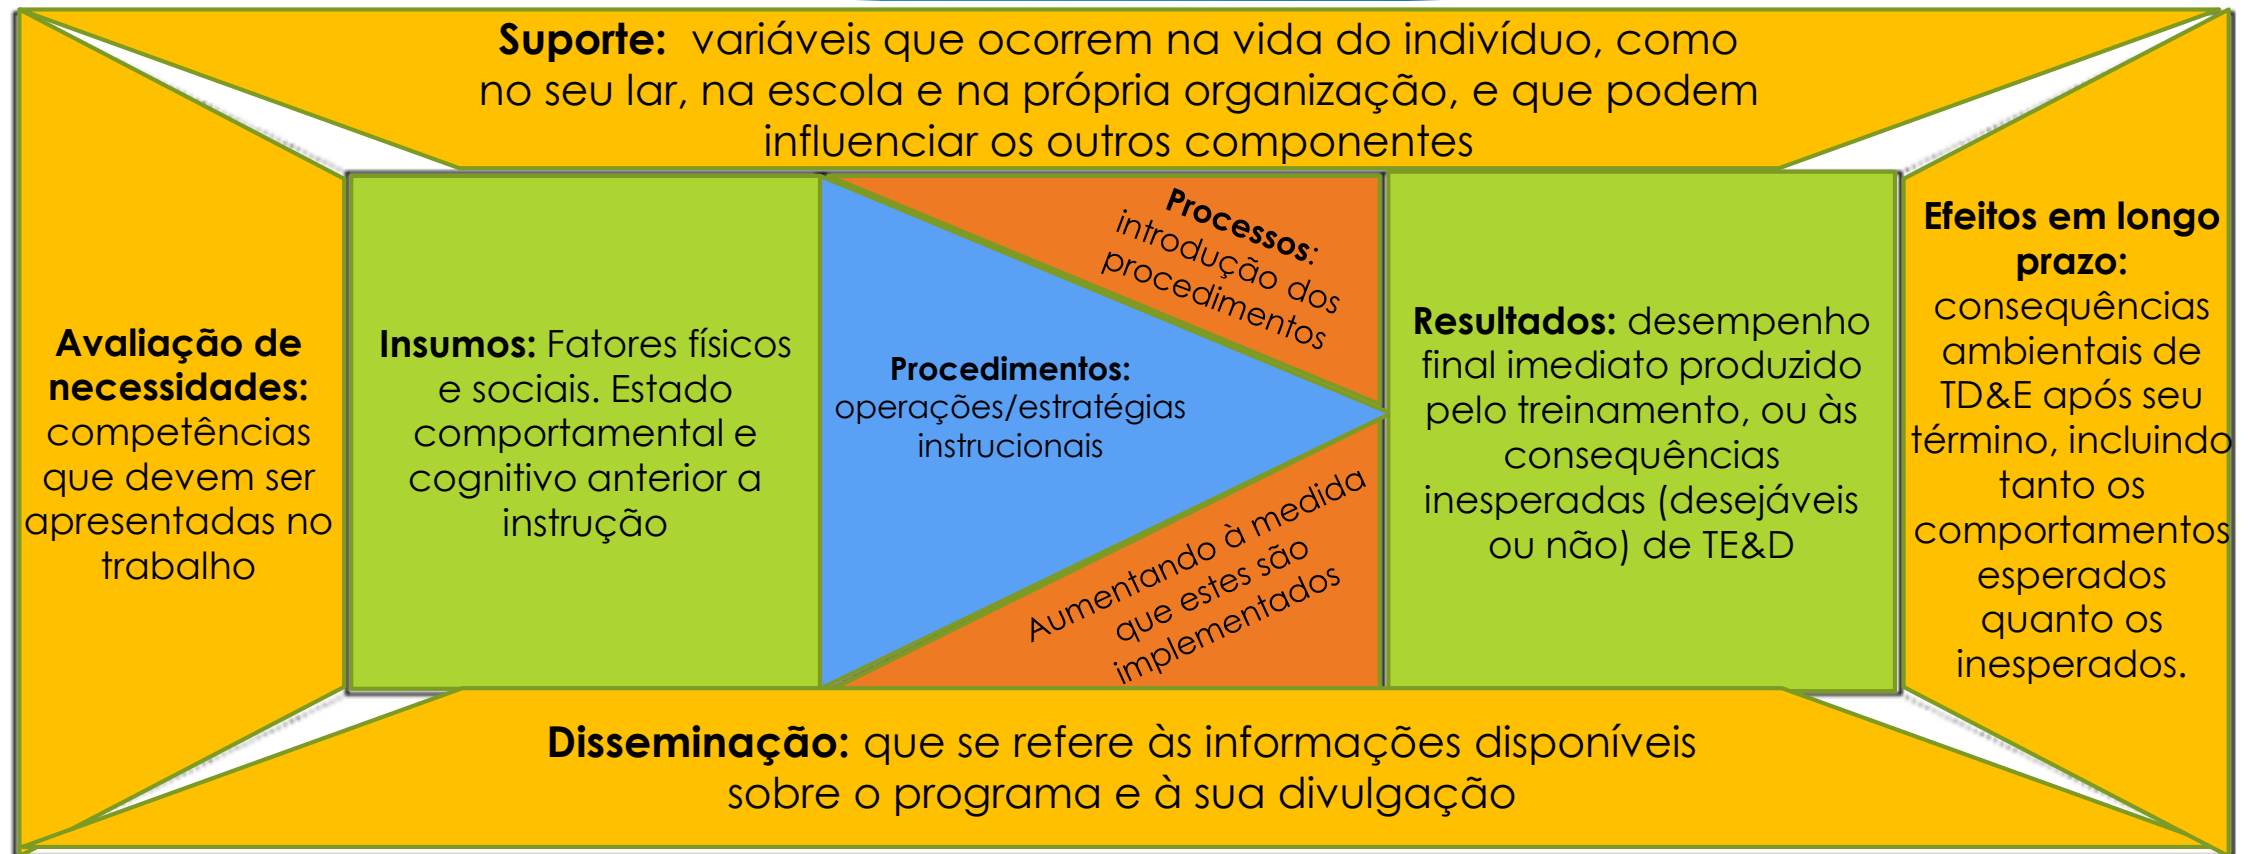 Suporte: variáveis que ocorrem na vida do indivíduo, como
no seu lar, na escola e na própria organização, e que podem
influenciar os outros componentes
Avaliação de
necessidades:
competências
que devem ser
apresentadas no
trabalho
Insumos: Fatores físicos
e sociais. Estado
comportamental e
cognitivo anterior a
instrução
Procedimentos:
operações/estratégias
instrucionais
Processos:
introdução dos
procedimentos
Aumentando à medida
que estes são
implementados
Resultados: desempenho
final imediato produzido
pelo treinamento, ou às
consequências
inesperadas (desejáveis
ou não) de TE&D
Efeitos em longo
prazo:
consequências
ambientais de
TD&E após seu
término, incluindo
tanto os
comportamentos
esperados
quanto os
inesperados.
Disseminação: que se refere às informações disponíveis
sobre o programa e à sua divulgação